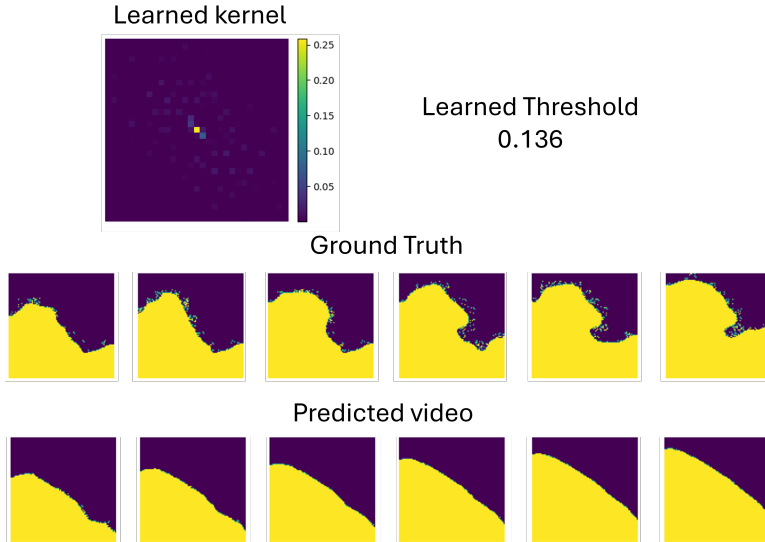 Learned kernel
0.25
0.20
0.15
0.10
0.05
Learned Threshold
0.136
Ground Truth
Predicted video